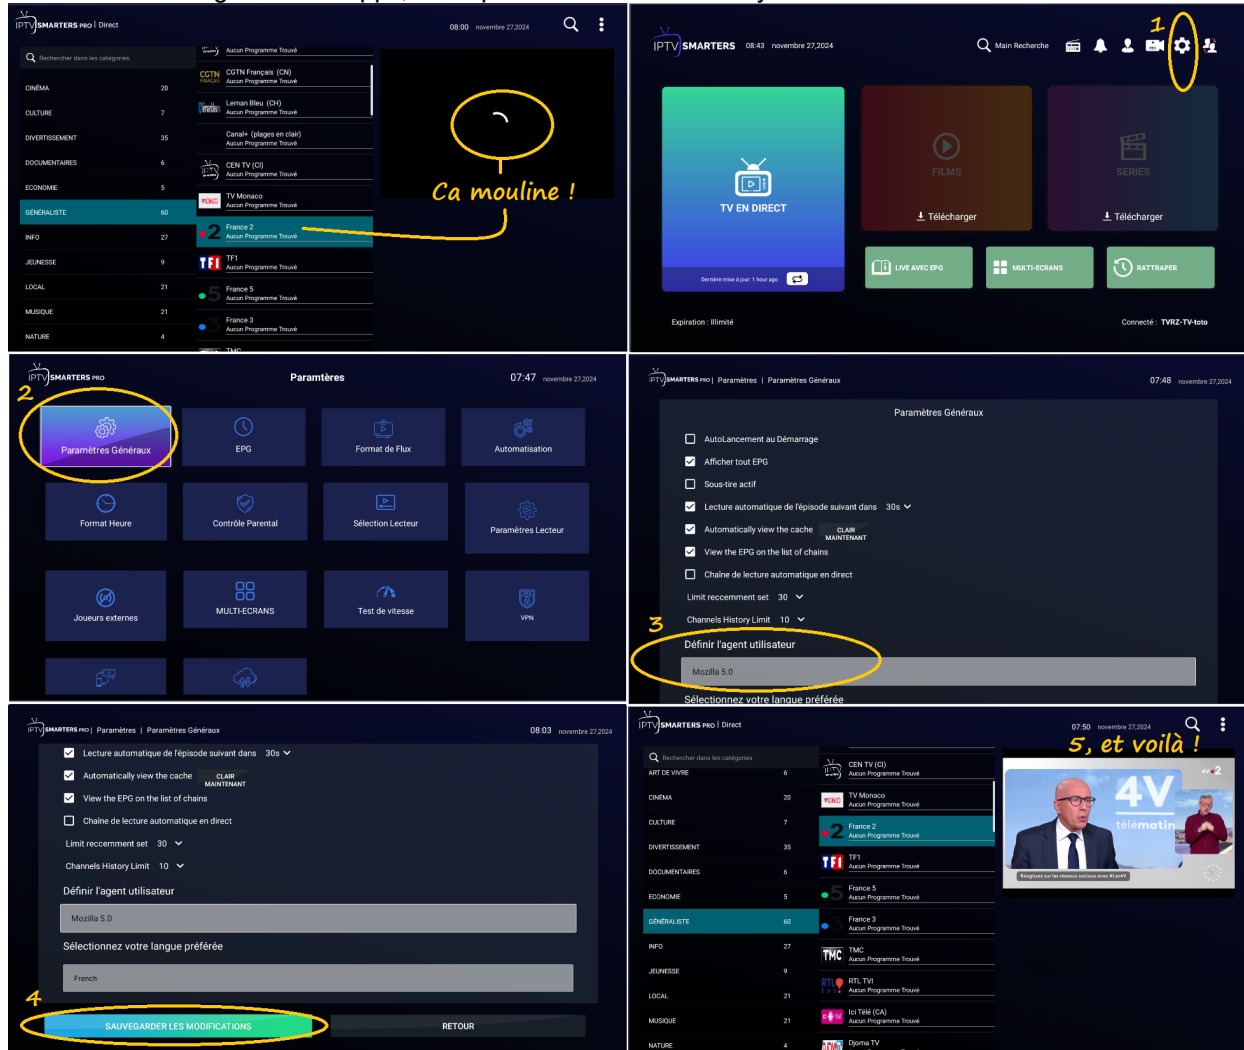 IPTV SMARTERS PRO | Direct
08:00 novembre 27,2024
Rechercher dans les catégories
CINÉMA 20
CULTURE 7
DIVERTISSEMENT 35
DOCUMENTAIRES 6
ECONOMIE 5
GÉNÉRALISTE 60
INFO 27
JEUNESSE 9
LOCAL 21
MUSIQUE 21
NATURE 4
Aucun Programme Trouvé
CGTN Français (CN)
Aucun Programme Trouvé
Leman Bleu (CH)
Aucun Programme Trouvé
Canal+ (plages en clair)
Aucun Programme Trouvé
CEN TV (CI)
Aucun Programme Trouvé
TV Monaco
Aucun Programme Trouvé
France 2
Aucun Programme Trouvé
TF1
Aucun Programme Trouvé
France 5
Aucun Programme Trouvé
France 3
Aucun Programme Trouvé
TMC
Ca mouline !
IPTV SMARTERS 08:43 novembre 27,2024
Main Recherche
1
TV EN DIRECT
Dernière mise à jour: 1 hour ago
FILMS
Télécharger
SERIES
Télécharger
LIVE AVEC EPG
MULTI-ECRANS
RATTRAPER
Expiration : Illimité
Connecté : TVRZ-TV-toto
IPTV SMARTERS PRO
Paramtères
07:47 novembre 27,2024
2
Paramètres Généraux
EPG
Format de Flux
Automatisation
Format Heure
Contrôle Parental
Sélection Lecteur
Paramètres Lecteur
Joueurs externes
MULTI-ECRANS
Test de vitesse
VPN
IPTV SMARTERS PRO | Paramètres | Paramètres Généraux
07:48 novembre 27,2024
Paramètres Généraux
AutoLancement au Démarrage
Afficher tout EPG
Sous-tire actif
Lecture automatique de l'épisode suivant dans 30s
Automatically view the cache CLAIR MAINTENANT
View the EPG on the list of chains
Chaîne de lecture automatique en direct
Limit reccemment set 30
Channels History Limit 10
3
Définir l'agent utilisateur
Mozilla 5.0
Sélectionnez votre langue préférée
IPTV SMARTERS PRO | Paramètres | Paramètres Généraux
08:03 novembre 27,2024
Lecture automatique de l'épisode suivant dans 30s
Automatically view the cache CLAIR MAINTENANT
View the EPG on the list of chains
Chaîne de lecture automatique en direct
Limit reccemment set 30
Channels History Limit 10
Définir l'agent utilisateur
Mozilla 5.0
Sélectionnez votre langue préférée
French
4
SAUVEGARDER LES MODIFICATIONS
RETOUR
IPTV SMARTERS PRO | Direct
07:50 novembre 27,2024
5, et voilà !
Rechercher dans les catégories
ART DE VIVRE 6
CINÉMA 20
CULTURE 7
DIVERTISSEMENT 35
DOCUMENTAIRES 6
ECONOMIE 5
GÉNÉRALISTE 60
INFO 27
JEUNESSE 9
LOCAL 21
MUSIQUE 21
NATURE 4
CEN TV (CI)
Aucun Programme Trouvé
TV Monaco
Aucun Programme Trouvé
France 2
Aucun Programme Trouvé
TF1
Aucun Programme Trouvé
France 5
Aucun Programme Trouvé
France 3
Aucun Programme Trouvé
TMC
Aucun Programme Trouvé
RTL TVI
Aucun Programme Trouvé
Ici Télé (CA)
Aucun Programme Trouvé
Djoma TV
Aucun Programme Trouvé
4V 2
4V
télématin
Réagissez sur les réseaux sociaux avec #Les4V